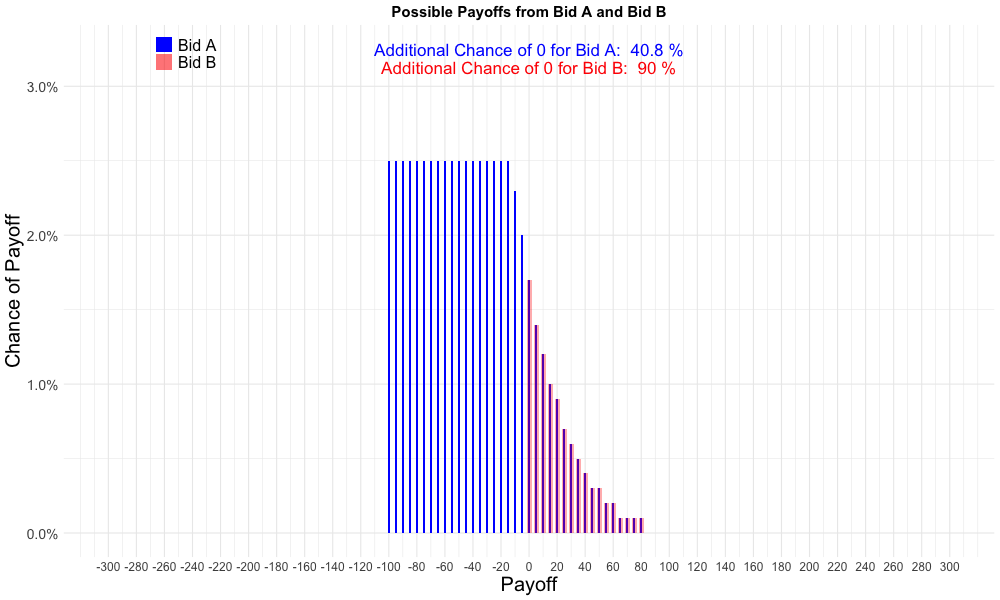 Possible Payoffs from Bid A and Bid B
Bid A
Bid B
Additional Chance of 0 for Bid A:  40.8 %
Additional Chance of 0 for Bid B:  90 %
Chance of Payoff
3.0%
2.0%
1.0%
0.0%
-300 -280 -260 -240 -220 -200 -180 -160 -140 -120 -100 -80 -60 -40 -20 0 20 40 60 80 100 120 140 160 180 200 220 240 260 280 300
Payoff